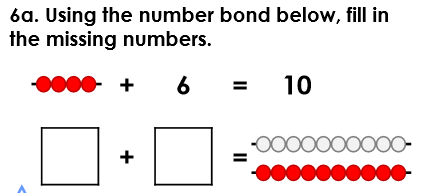 6a. Using the number bond below, fill in
the missing numbers.
+ 6 = 10
+ =